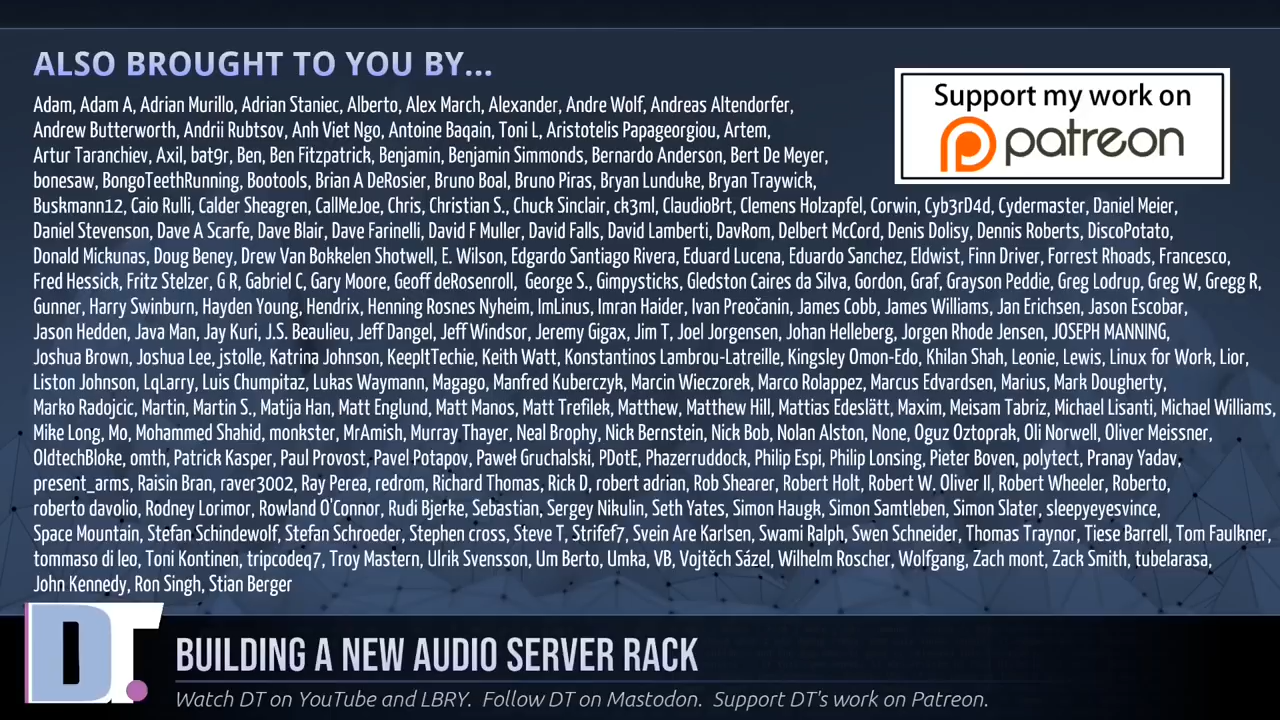 ALSO BROUGHT TO YOU BY...
Support my work on
patreon
Adam, Adam A, Adrian Murillo, Adrian Staniec, Alberto, Alex March, Alexander, Andre Wolf, Andreas Altendorfer,
Andrew Butterworth, Andrii Rubtsov, Anh Viet Ngo, Antoine Baqain, Toni L, Aristotelis Papageorgiou, Artem,
Artur Taranchiev, Axil, bat9r, Ben, Ben Fitzpatrick, Benjamin, Benjamin Simmonds, Bernardo Anderson, Bert De Meyer,
bonesaw, BongoTeethRunning, Bootools, Brian A DeRosier, Bruno Boal, Bruno Piras, Bryan Lunduke, Bryan Traywick,
Buskmann12, Caio Rulli, Calder Sheagren, CallMeJoe, Chris, Christian S., Chuck Sinclair, ck3ml, ClaudioBrt, Clemens Holzapfel, Corwin, Cyb3rD4d, Cydermaster, Daniel Meier,
Daniel Stevenson, Dave A Scarfe, Dave Blair, Dave Farinelli, David F Muller, David Falls, David Lamberti, DavRom, Delbert McCord, Denis Dolisy, Dennis Roberts, DiscoPotato,
Donald Mickunas, Doug Beney, Drew Van Bokkelen Shotwell, E. Wilson, Edgardo Santiago Rivera, Eduard Lucena, Eduardo Sanchez, Eldwist, Finn Driver, Forrest Rhoads, Francesco,
Fred Hessick, Fritz Stelzer, G R, Gabriel C, Gary Moore, Geoff deRosenroll, George S., Gimpysticks, Gledston Caires da Silva, Gordon, Graf, Grayson Peddie, Greg Lodrup, Greg W, Gregg R,
Gunner, Harry Swinburn, Hayden Young, Hendrix, Henning Rosnes Nyheim, ImLinus, Imran Haider, Ivan Preočanin, James Cobb, James Williams, Jan Erichsen, Jason Escobar,
Jason Hedden, Java Man, Jay Kuri, J.S. Beaulieu, Jeff Dangel, Jeff Windsor, Jeremy Gigax, Jim T, Joel Jorgensen, Johan Helleberg, Jorgen Rhode Jensen, JOSEPH MANNING,
Joshua Brown, Joshua Lee, jstolle, Katrina Johnson, KeepItTechie, Keith Watt, Konstantinos Lambrou-Latreille, Kingsley Omon-Edo, Khilan Shah, Leonie, Lewis, Linux for Work, Lior,
Liston Johnson, LqLarry, Luis Chumpitaz, Lukas Waymann, Magago, Manfred Kuberczyk, Marcin Wieczorek, Marco Rolappez, Marcus Edvardsen, Marius, Mark Dougherty,
Marko Radojcic, Martin, Martin S., Matija Han, Matt Englund, Matt Manos, Matt Trefilek, Matthew, Matthew Hill, Mattias Edeslätt, Maxim, Meisam Tabriz, Michael Lisanti, Michael Williams,
Mike Long, Mo, Mohammed Shahid, monkster, MrAmish, Murray Thayer, Neal Brophy, Nick Bernstein, Nick Bob, Nolan Alston, None, Oguz Oztoprak, Oli Norwell, Oliver Meissner,
OldtechBloke, omth, Patrick Kasper, Paul Provost, Pavel Potapov, Paweł Gruchalski, PDotE, Phazerruddock, Philip Espi, Philip Lonsing, Pieter Boven, polytect, Pranay Yadav,
present_arms, Raisin Bran, raver3002, Ray Perea, redrom, Richard Thomas, Rick D, robert adrian, Rob Shearer, Robert Holt, Robert W. Oliver II, Robert Wheeler, Roberto,
roberto davolio, Rodney Lorimor, Rowland O'Connor, Rudi Bjerke, Sebastian, Sergey Nikulin, Seth Yates, Simon Haugk, Simon Samtleben, Simon Slater, sleepyeyesvince,
Space Mountain, Stefan Schindewolf, Stefan Schroeder, Stephen cross, Steve T, Strifef7, Svein Are Karlsen, Swami Ralph, Swen Schneider, Thomas Traynor, Tiese Barrell, Tom Faulkner,
tommaso di leo, Toni Kontinen, tripcodeq7, Troy Mastern, Ulrik Svensson, Um Berto, Umka, VB, Vojtěch Sázel, Wilhelm Roscher, Wolfgang, Zach mont, Zack Smith, tubelarasa,
John Kennedy, Ron Singh, Stian Berger
DT.
BUILDING A NEW AUDIO SERVER RACK
Watch DT on YouTube and LBRY. Follow DT on Mastodon. Support DT's work on Patreon.